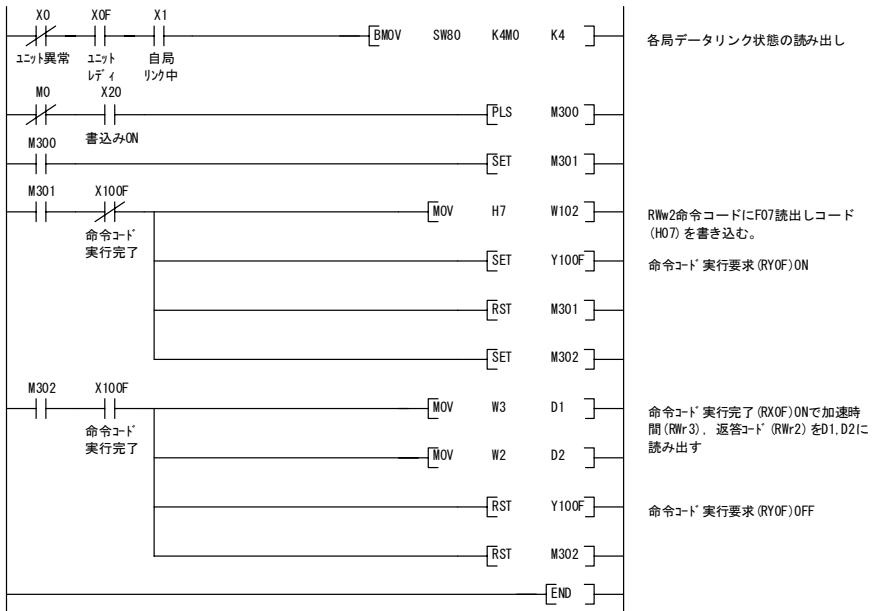 X0 X0F X1
BMOV SW80 K4M0 K4 各局データリンク状態の読み出し
ﾕﾆｯﾄ異常 ﾕﾆｯﾄ 自局
ﾚﾃﾞｨ ﾘﾝｸ中
M0 X20
PLS M300
書込みON
M300
SET M301
M301 X100F
MOV H7 W102 RWw2命令コードにF07読出しコード
(H07)を書き込む。
命令ｺｰﾄﾞ
実行完了
SET Y100F 命令ｺｰﾄﾞ実行要求(RY0F)ON
RST M301
SET M302
M302 X100F
MOV W3 D1 命令ｺｰﾄﾞ実行完了(RX0F)ONで加速時
間(RWr3), 返答ｺｰﾄﾞ(RWr2)をD1,D2に
読み出す
命令ｺｰﾄﾞ
実行完了
MOV W2 D2
RST Y100F 命令ｺｰﾄﾞ実行要求(RY0F)OFF
RST M302
END